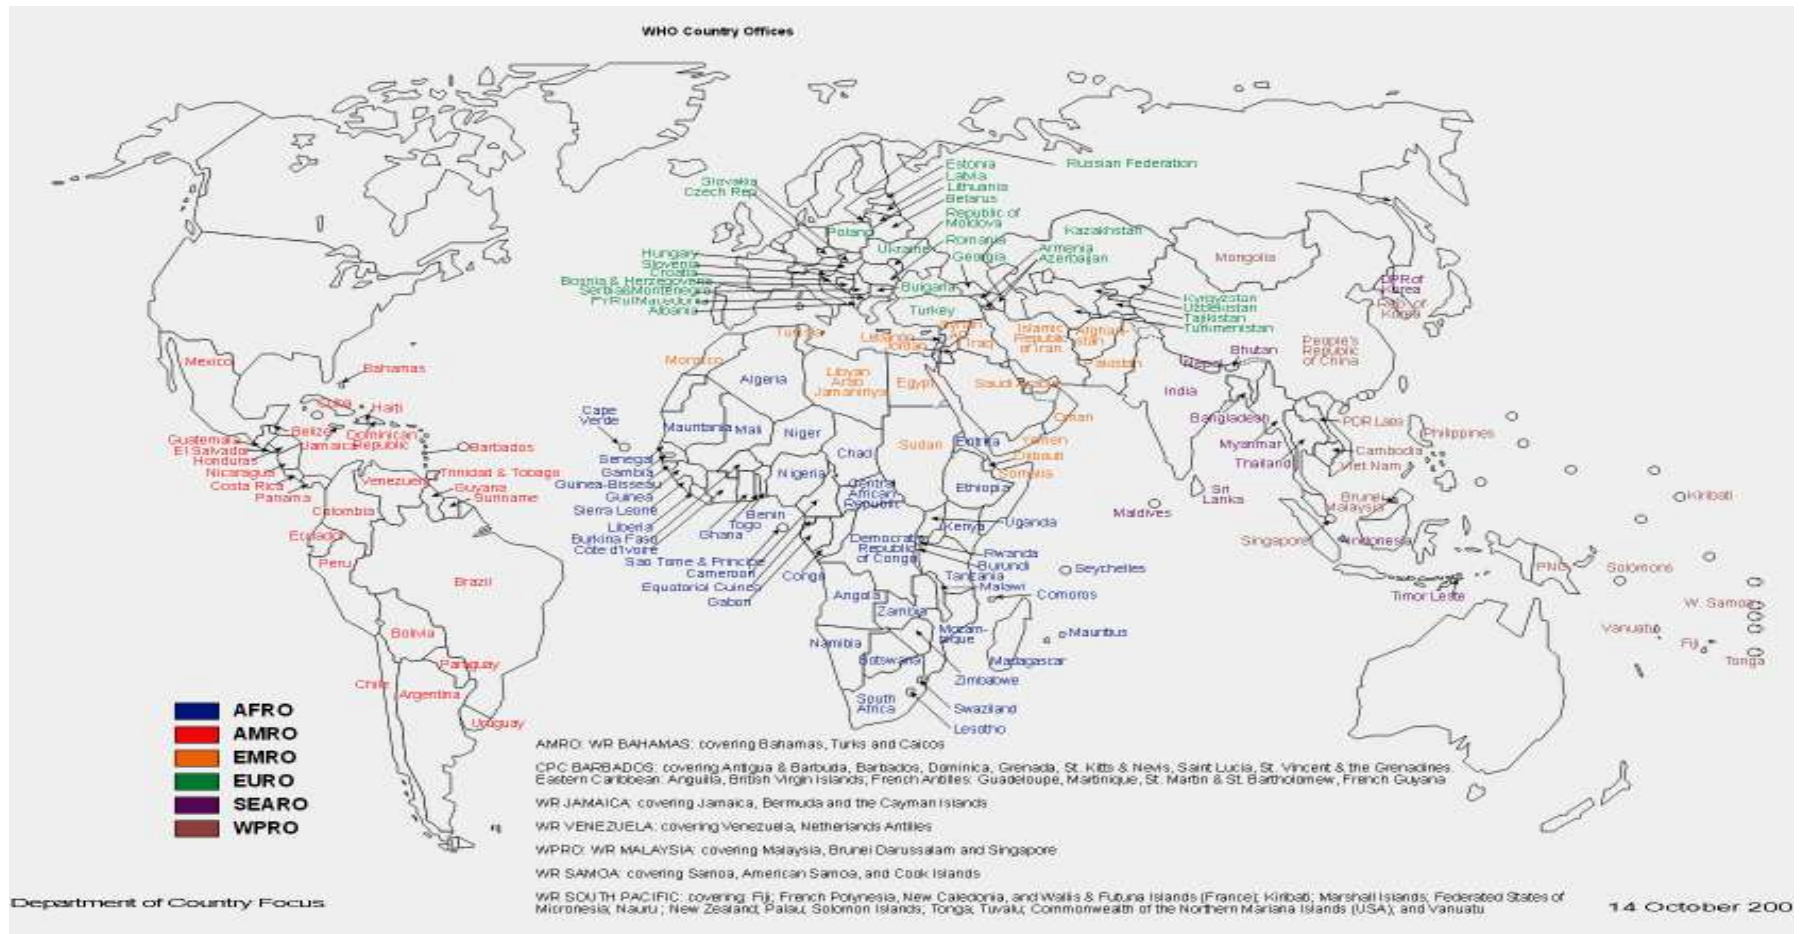 WHO Country Offices
Russian Federation
Estonia
Latvia
Lithuania
Belarus
Republic of
Moldova
Romania
Georgia
Slovakia
Czech Rep
Poland
Ukraine
Kazakhstan
Armenia
Azerbaijan
Hungary
Slovenia
Croatia
Bosnia & Herzegovena
Serbia&Montenegro
Albania
Bulgaria
Turkey
Kyrgyzstan
Uzbekistan
Tajikistan
Turkmenistan
Mongolia
DPRof
Korea
Rep. of
Korea
People's
Republic
of China
Tunisia
Morocco
Lebanon
Jordan
Iraq
Islamic
Republic
of Iran
Afghan-
stan
Pakistan
Libyan
Arab
Jamahiriya
Egypt
Saudi Arabia
Oman
Yemen
Djibouti
Somalia
Sudan
Nepal
Bhutan
India
Bangladesh
Myanmar
Thailand
Sri
Lanka
Maldives
PDR Laos
Cambodia
Viet Nam
Philippines
Brunei
Malaysia
Singapore
Indonesia
Timor Leste
PNG
Solomons
Kiribati
W. Samoa
Vanuatu
Fiji
Tonga
Mexico
Bahamas
Cuba
Haiti
Belize
Jamaica
Dominican
Republic
Barbados
Guatemala
El Salvador
Honduras
Nicaragua
Costa Rica
Panama
Trinidad & Tobago
Venezuela
Guyana
Suriname
Colombia
Ecuador
Peru
Brazil
Bolivia
Paraguay
Chile
Argentina
Uruguay
Cape
Verde
Algeria
Mauritania
Mali
Niger
Chad
Eritrea
Senegal
Gambia
Guinea-Bisseau
Guinea
Sierra Leone
Liberia
Burkina Faso
Côte d'Ivoire
Ghana
Togo
Benin
Nigeria
Central
African
Republic
Ethiopia
Sao Tome & Principe
Cameroon
Equatorial Guinea
Gabon
Congo
Democratic
Republic
of Congo
Kenya
Uganda
Rwanda
Burundi
Tanzania
Malawi
Seychelles
Comoros
Mauritius
Madagascar
Angola
Zambia
Mozam-
bique
Namibia
Botswana
Zimbabwe
South
Africa
Swaziland
Lesotho
AFRO
AMRO
EMRO
EURO
SEARO
WPRO
AMRO: WR BAHAMAS: covering Bahamas, Turks and Caicos
CPC BARBADOS: covering Antigua & Barbuda, Barbados, Dominica, Grenada, St. Kitts & Nevis, Saint Lucia, St. Vincent & the Grenadines.
Eastern Caribbean: Anguilla, British Virgin Islands; French Antilles: Guadeloupe, Martinique, St. Martin & St. Bartholomew, French Guyana
WR JAMAICA: covering Jamaica, Bermuda and the Cayman Islands
WR VENEZUELA: covering Venezuela, Netherlands Antilles
WPRO: WR MALAYSIA: covering Malaysia, Brunei Darussalam and Singapore
WR SAMOA: covering Samoa, American Samoa, and Cook Islands
WR SOUTH PACIFIC: covering: Fiji; French Polynesia, New Caledonia, and Wallis & Futuna Islands (France); Kiribati; Marshall Islands; Federated States of
Micronesia; Nauru ; New Zealand; Palau; Solomon Islands; Tonga; Tuvalu; Commonwealth of the Northern Mariana Islands (USA); and Vanuatu
Department of Country Focus
14 October 200